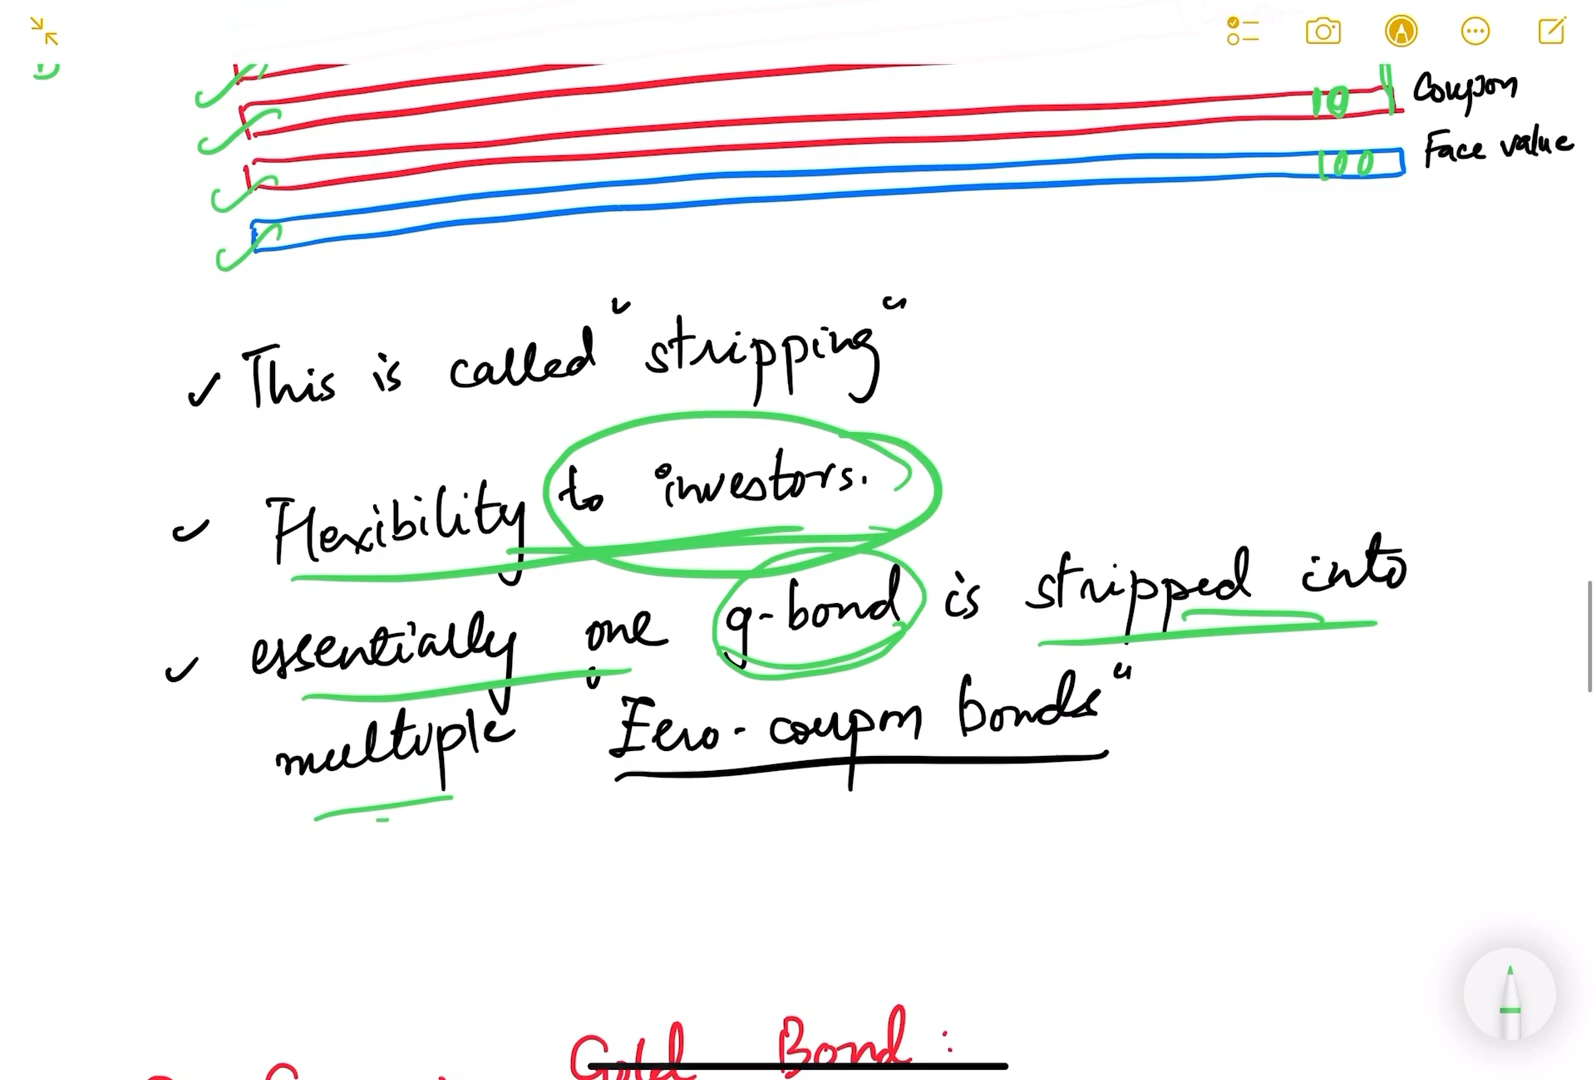 10 Coupon
100 Face value
This is called "stripping"
Flexibility to investors.
essentially one g-bond is stripped into
multiple "Zero-coupon bonds"
Gold Bond: